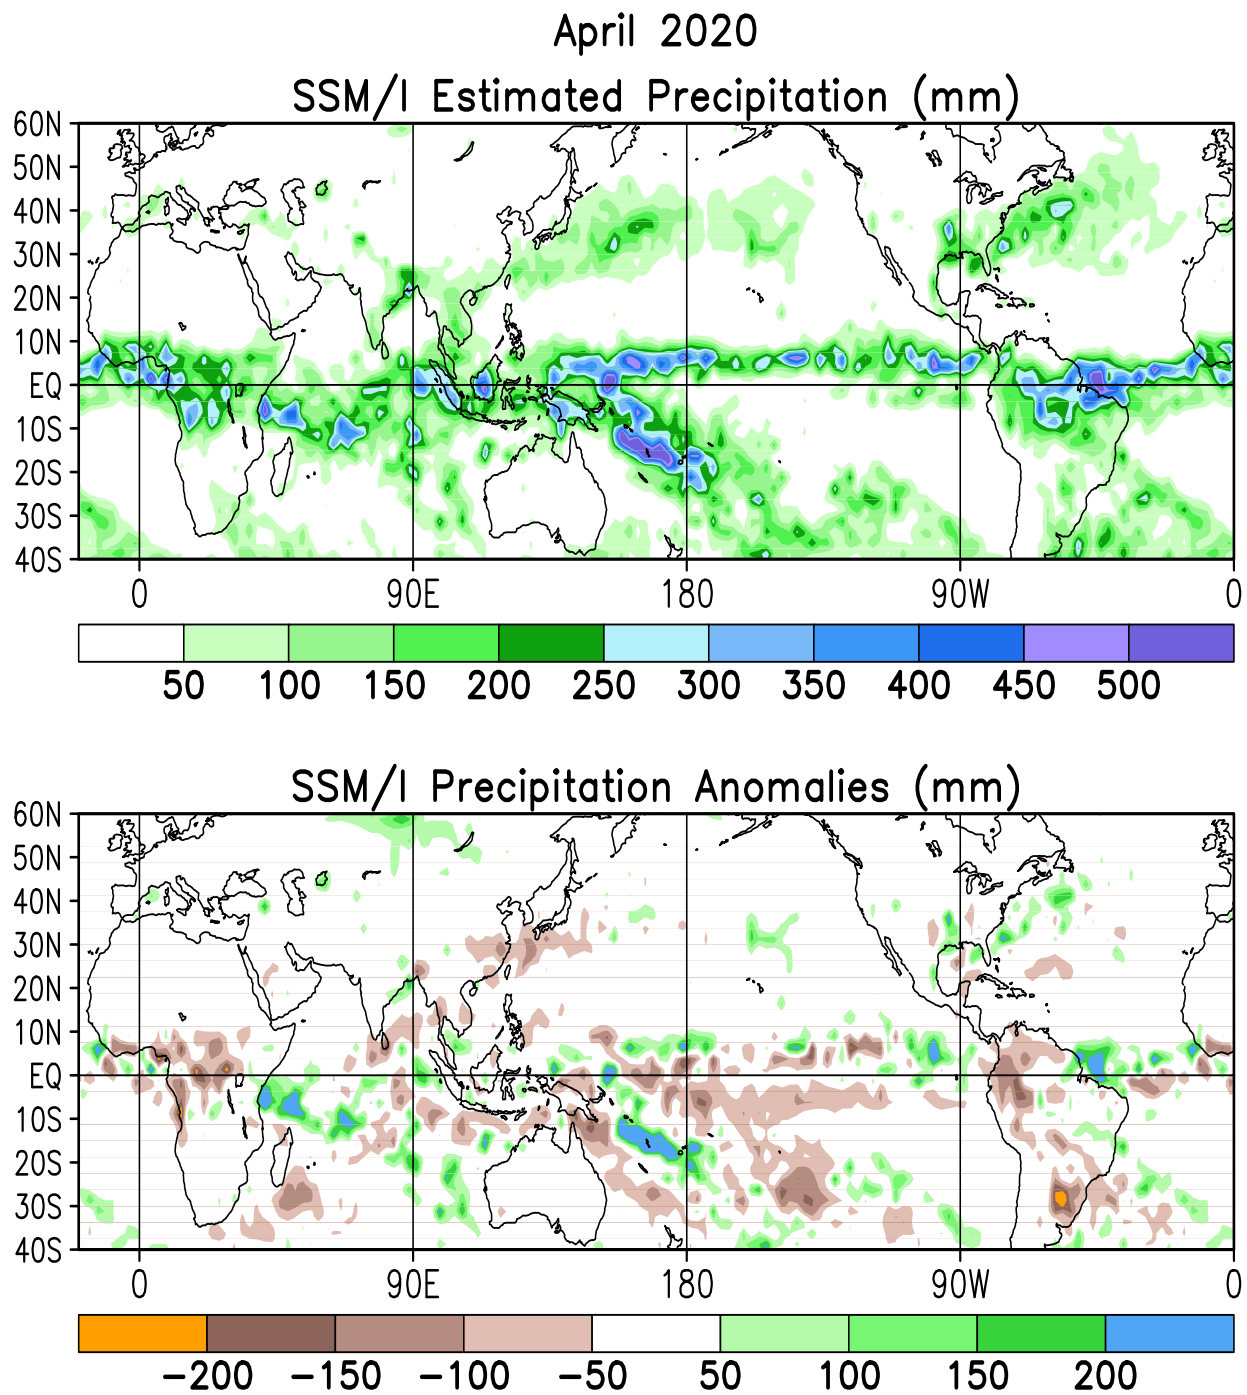 April 2020
SSM/I Estimated Precipitation (mm)
60N
50N
40N
30N
20N
10N
EQ
10S
20S
30S
40S
0 90E 180 90W 0
50 100 150 200 250 300 350 400 450 500
SSM/I Precipitation Anomalies (mm)
60N
50N
40N
30N
20N
10N
EQ
10S
20S
30S
40S
0 90E 180 90W 0
−200 −150 −100 −50 50 100 150 200